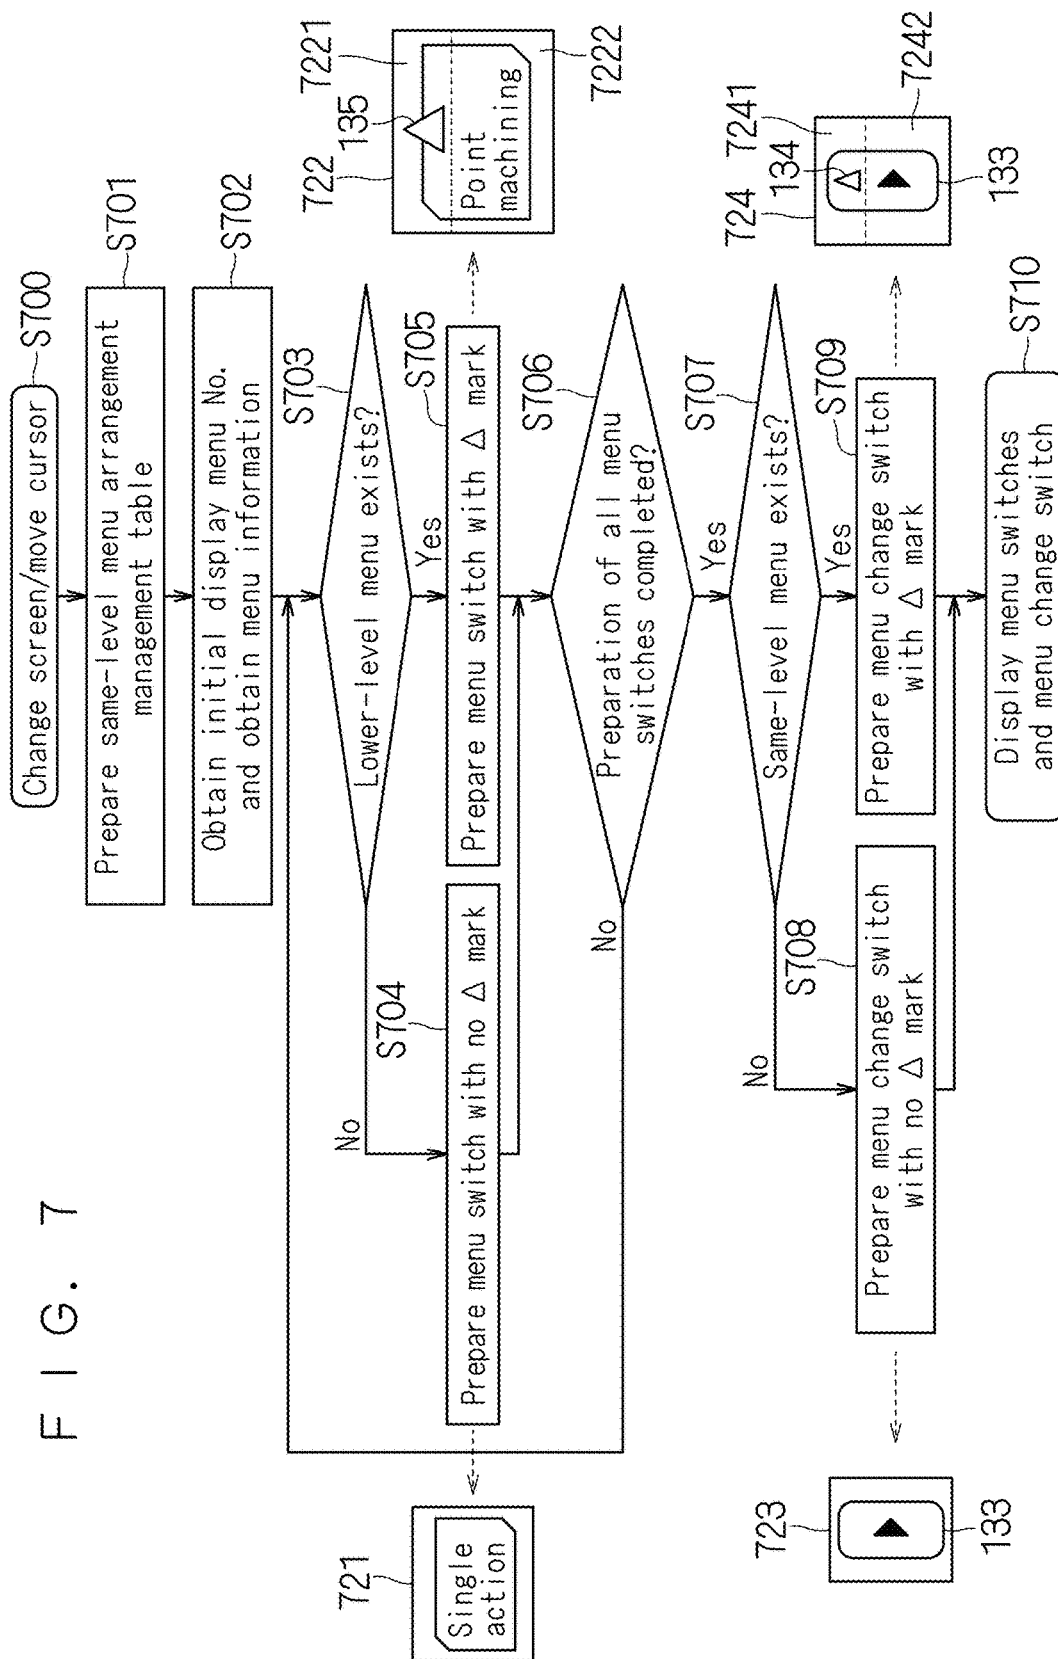 FIG. 7
Change screen/move cursor
S700
Prepare same-level menu arrangement
management table
S701
Obtain initial display menu No.
and obtain menu information
S702
Lower-level menu exists?
S703
No
Yes
Prepare menu switch with no △ mark
S704
Prepare menu switch with △ mark
S705
721
Single
action
722
7221
135
Point
machining
7222
Preparation of all menu
switches completed?
S706
No
Yes
Same-level menu exists?
S707
No
Yes
Prepare menu change switch
with no △ mark
S708
Prepare menu change switch
with △ mark
S709
723
133
724
7241
134
7242
133
Display menu switches
and menu change switch
S710